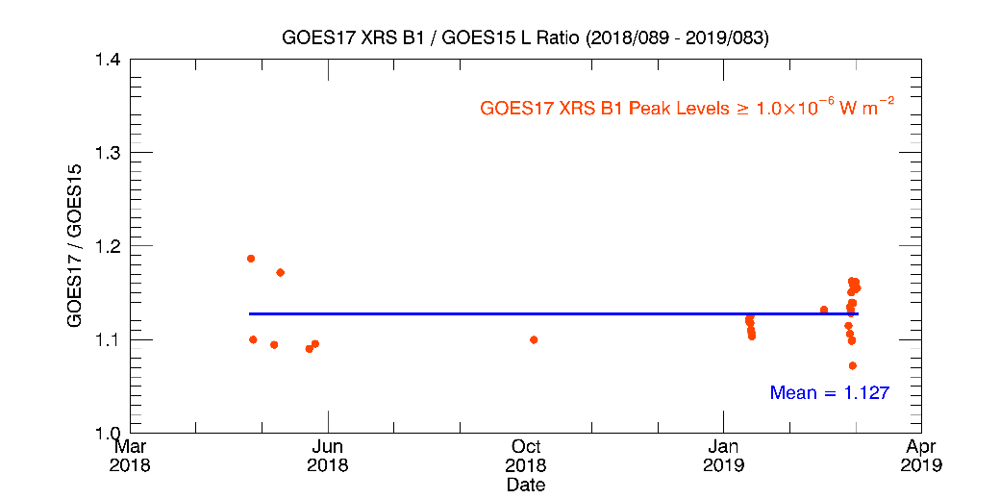 GOES17 XRS B1 / GOES15 L Ratio (2018/089 - 2019/083)
1.4
GOES17 XRS B1 Peak Levels ≥ 1.0×10⁻⁶ W m⁻²
1.3
GOES17 / GOES15
1.2
1.1
Mean = 1.127
1.0
Mar Jun Oct Jan Apr
2018 2018 2018 2019 2019
Date